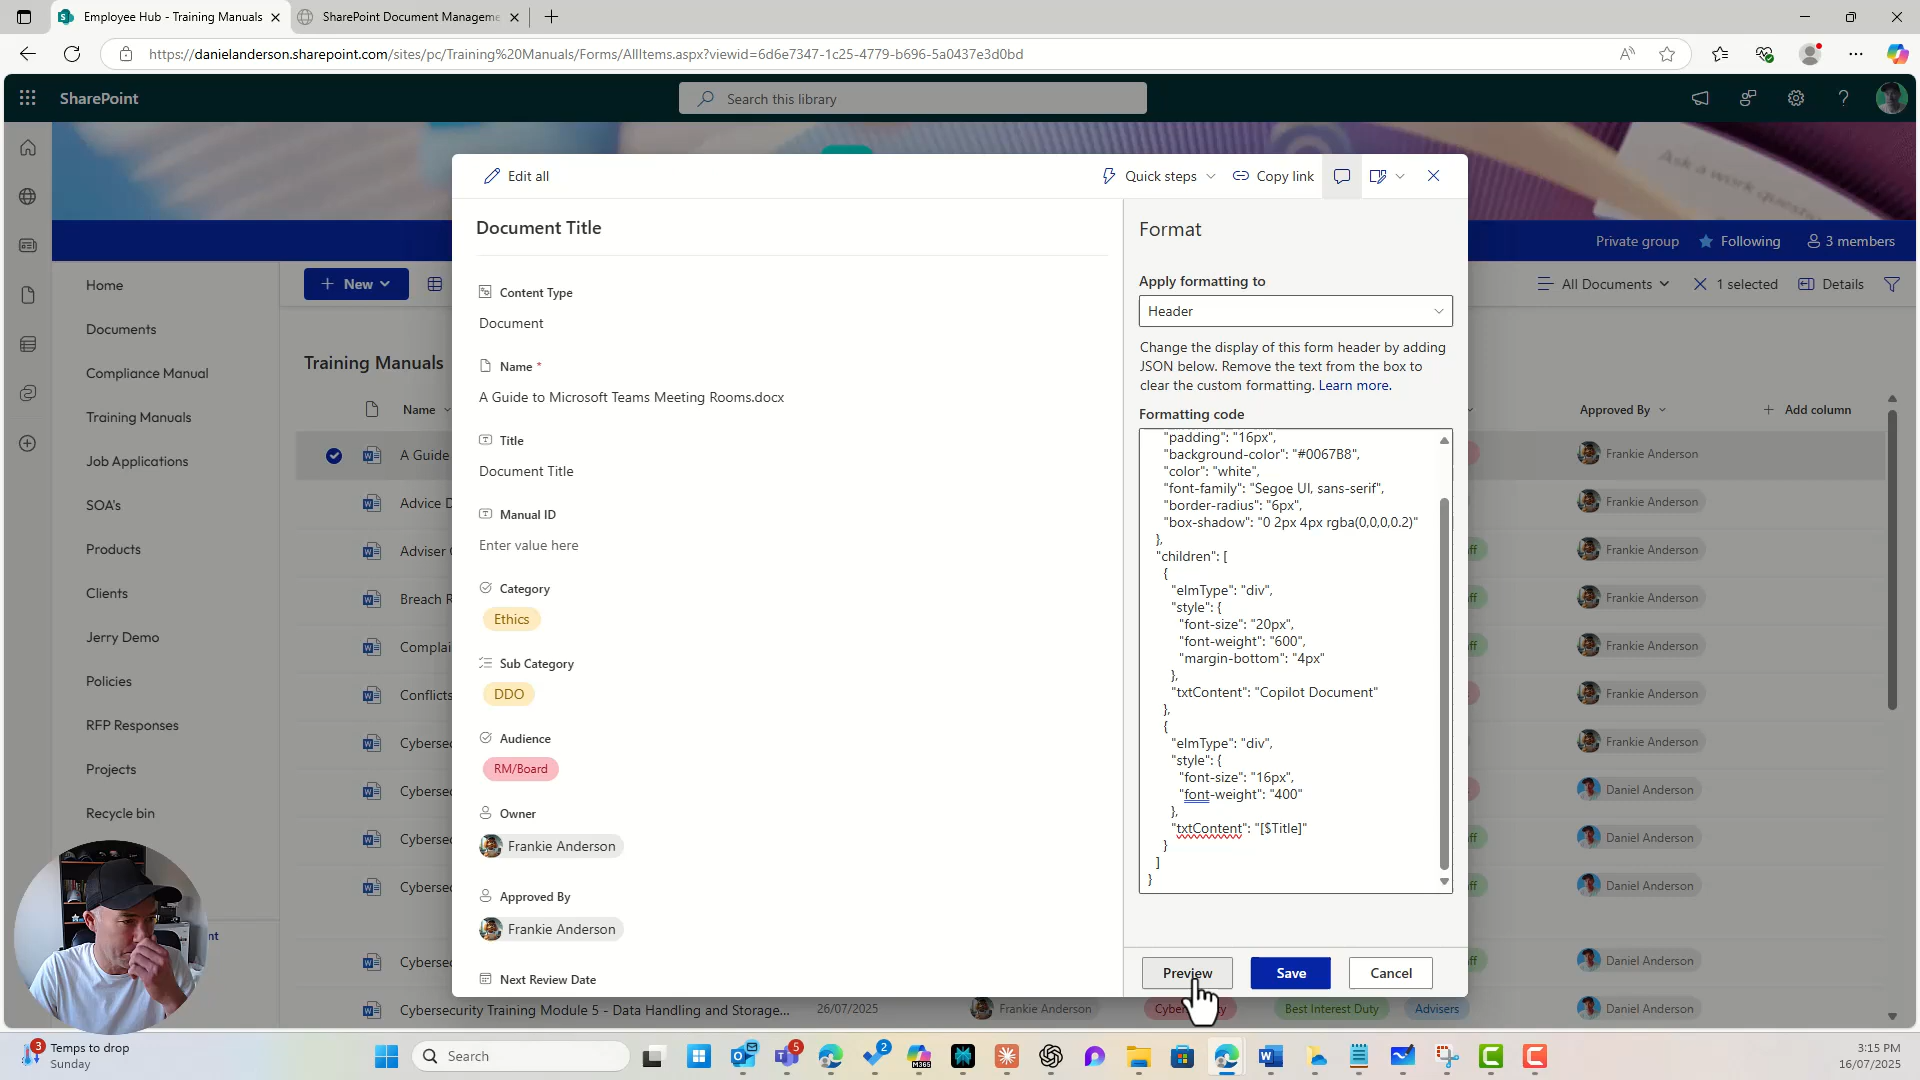 Employee Hub - Training Manuals
SharePoint Document Manageme
https://danielanderson.sharepoint.com/sites/pc/Training%20Manuals/Forms/AllItems.aspx?viewid=6d6e7347-1c25-4779-b696-5a0437e3d0bd
SharePoint
Search this library
Ask a work question
Private group
Following
3 members
Home
Documents
Compliance Manual
Training Manuals
Job Applications
SOA's
Products
Clients
Jerry Demo
Policies
RFP Responses
Projects
Recycle bin
New
All Documents
1 selected
Details
Training Manuals
Name
Approved By
Add column
A Guide
Frankie Anderson
Advice D
Frankie Anderson
Adviser
ff
Frankie Anderson
Breach R
ff
Frankie Anderson
Complai
ff
Frankie Anderson
Conflicts
Frankie Anderson
Cyberse
Frankie Anderson
Cyberse
Daniel Anderson
Cyberse
ff
Daniel Anderson
Cyberse
ff
Daniel Anderson
Cyberse
ff
Daniel Anderson
Cybersecurity Training Module 5 - Data Handling and Storage...
26/07/2025
Frankie Anderson
Best Interest Duty
Advisers
Daniel Anderson
Edit all
Quick steps
Copy link
Document Title
Content Type
Document
Name *
A Guide to Microsoft Teams Meeting Rooms.docx
Title
Document Title
Manual ID
Enter value here
Category
Ethics
Sub Category
DDO
Audience
RM/Board
Owner
Frankie Anderson
Approved By
Frankie Anderson
Next Review Date
Format
Apply formatting to
Header
Change the display of this form header by adding
JSON below. Remove the text from the box to
clear the custom formatting. Learn more.
Formatting code
"padding": "16px",
"background-color": "#0067B8",
"color": "white",
"font-family": "Segoe UI, sans-serif",
"border-radius": "6px",
"box-shadow": "0 2px 4px rgba(0,0,0,0.2)"
},
"children": [
{
"elmType": "div",
"style": {
"font-size": "20px",
"font-weight": "600",
"margin-bottom": "4px"
},
"txtContent": "Copilot Document"
},
{
"elmType": "div",
"style": {
"font-size": "16px",
"font-weight": "400"
},
"txtContent": "[$Title]"
}
]
}
Preview
Save
Cancel
3
Temps to drop
Sunday
Search
5
2
M365
3:15 PM
16/07/2025